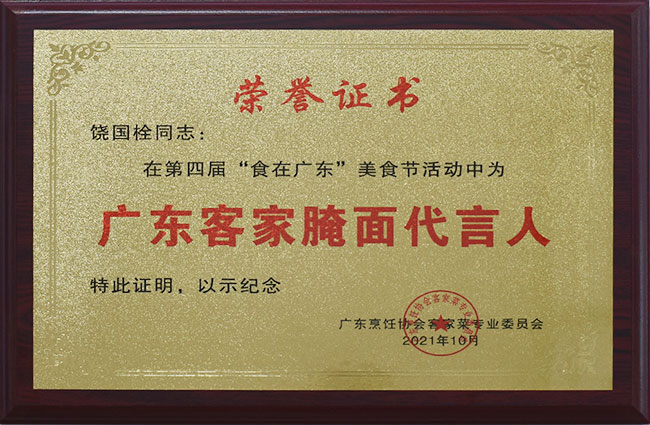 荣誉证书
饶国栓同志：
在第四届“食在广东”美食节活动中为
广东客家腌面代言人
特此证明，以示纪念
广东烹饪协会客家菜专业委员会
2021年10月